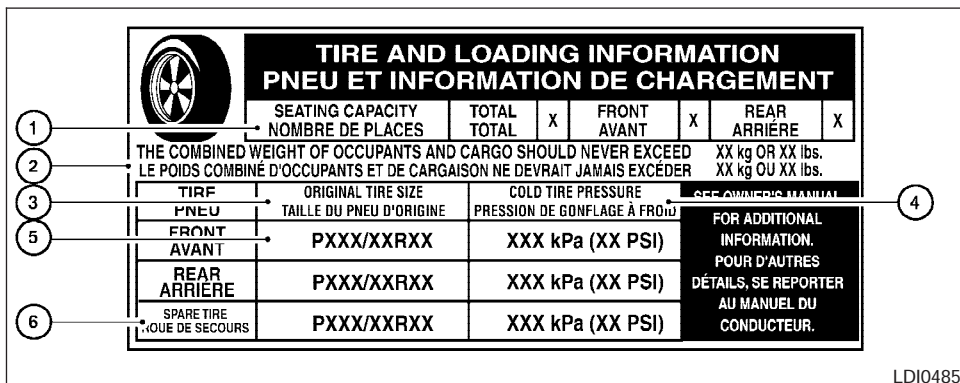 TIRE AND LOADING INFORMATION
PNEU ET INFORMATION DE CHARGEMENT
1
SEATING CAPACITY TOTAL X FRONT X REAR X
NOMBRE DE PLACES TOTAL AVANT ARRIÉRE
2
THE COMBINED WEIGHT OF OCCUPANTS AND CARGO SHOULD NEVER EXCEED XX kg OR XX lbs.
LE POIDS COMBINÉ D'OCCUPANTS ET DE CARGAISON NE DEVRAIT JAMAIS EXCÉDER XX kg OU XX lbs.
3
TIRE ORIGINAL TIRE SIZE COLD TIRE PRESSURE
PNEU TAILLE DU PNEU D'ORIGINE PRESSION DE GONFLAGE À FROID
4
5
FRONT PXXX/XXRXX XXX kPa (XX PSI)
AVANT
REAR PXXX/XXRXX XXX kPa (XX PSI)
ARRIÈRE
6
SPARE TIRE PXXX/XXRXX XXX kPa (XX PSI)
ROUE DE SECOURS
SEE OWNER'S MANUAL
FOR ADDITIONAL
INFORMATION.
POUR D'AUTRES
DÉTAILS, SE REPORTER
AU MANUEL DU
CONDUCTEUR.
LDI0485